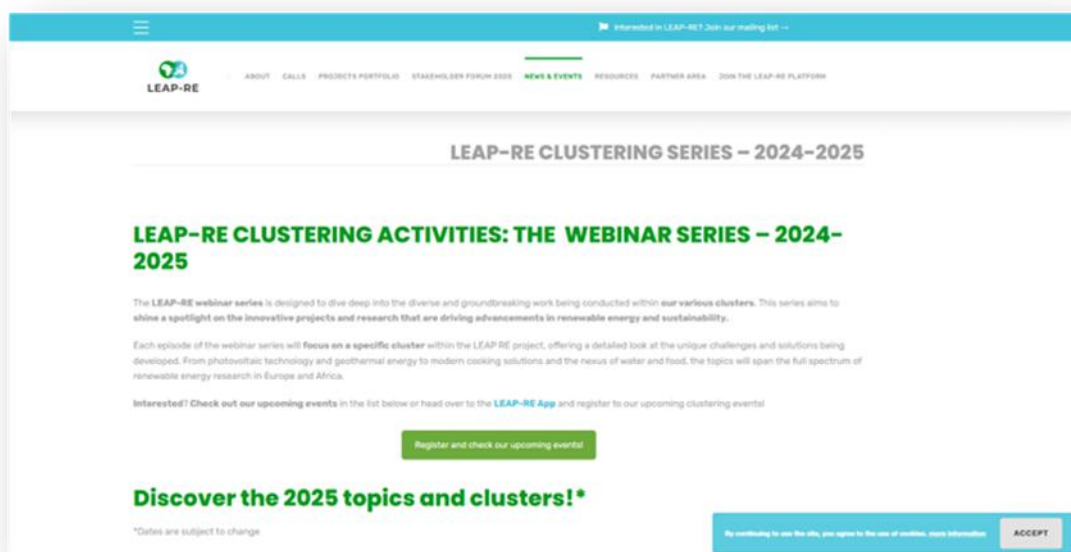 Interested in LEAP-RE? Join our mailing list →
LEAP-RE
ABOUT CALLS PROJECTS PORTFOLIO STAKEHOLDER FORUM 2025 NEWS & EVENTS RESOURCES PARTNER AREA JOIN THE LEAP-RE PLATFORM
LEAP-RE CLUSTERING SERIES – 2024-2025
LEAP-RE CLUSTERING ACTIVITIES: THE WEBINAR SERIES – 2024-
2025
The LEAP-RE webinar series is designed to dive deep into the diverse and groundbreaking work being conducted within our various clusters. This series aims to
shine a spotlight on the innovative projects and research that are driving advancements in renewable energy and sustainability.
Each episode of the webinar series will focus on a specific cluster within the LEAP RE project, offering a detailed look at the unique challenges and solutions being
developed. From photovoltaic technology and geothermal energy to modern cooking solutions and the nexus of water and food, the topics will span the full spectrum of
renewable energy research in Europe and Africa.
Interested? Check out our upcoming events in the list below or head over to the LEAP-RE App and register to our upcoming clustering events!
Register and check our upcoming events!
Discover the 2025 topics and clusters!*
*Dates are subject to change
By continuing to use the site, you agree to the use of cookies. more information
ACCEPT